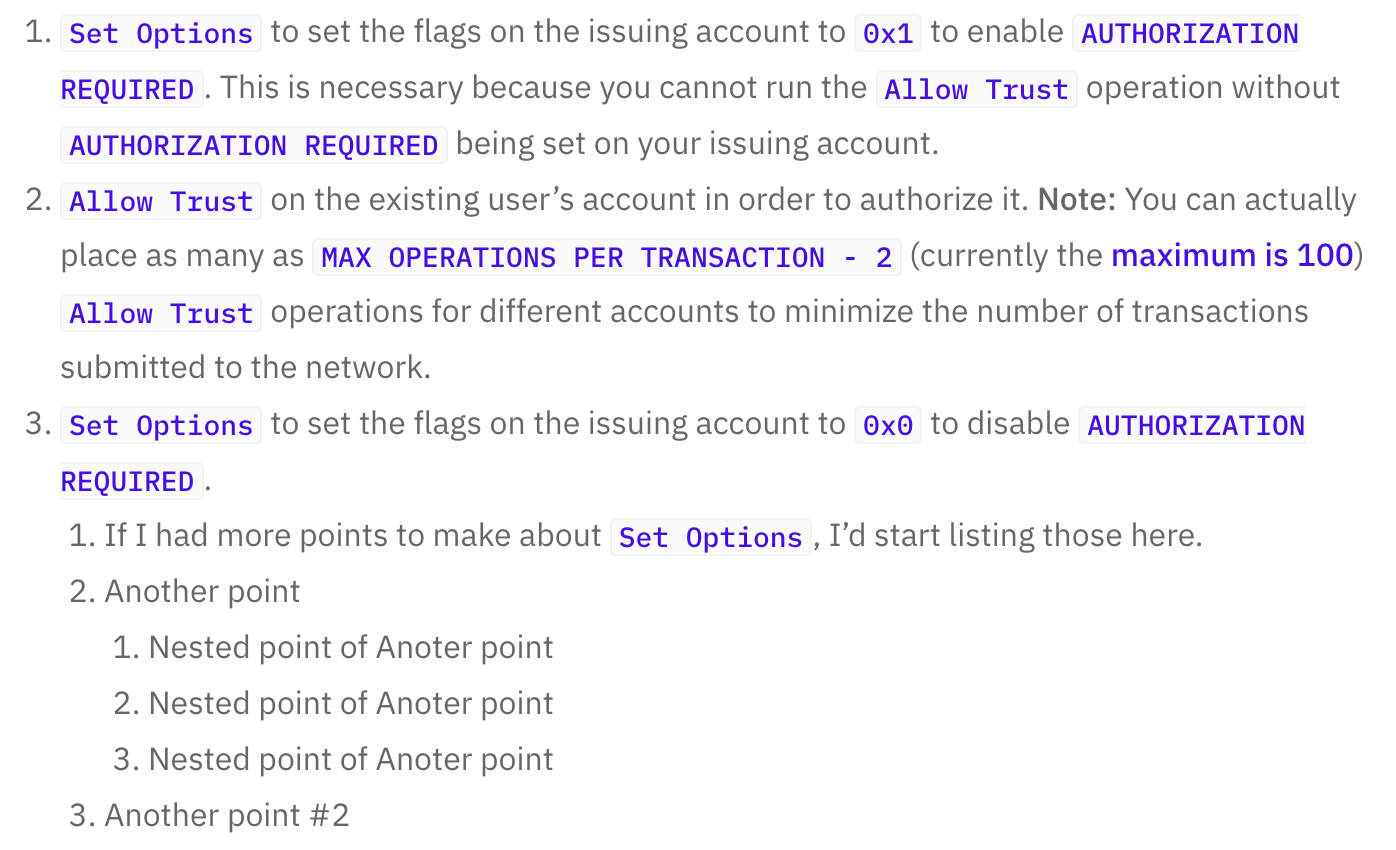 1. Set Options to set the flags on the issuing account to 0x1 to enable AUTHORIZATION
REQUIRED. This is necessary because you cannot run the Allow Trust operation without
AUTHORIZATION REQUIRED being set on your issuing account.
2. Allow Trust on the existing user’s account in order to authorize it. Note: You can actually
place as many as MAX OPERATIONS PER TRANSACTION - 2 (currently the maximum is 100)
Allow Trust operations for different accounts to minimize the number of transactions
submitted to the network.
3. Set Options to set the flags on the issuing account to 0x0 to disable AUTHORIZATION
REQUIRED.
1. If I had more points to make about Set Options, I’d start listing those here.
2. Another point
1. Nested point of Anoter point
2. Nested point of Anoter point
3. Nested point of Anoter point
3. Another point #2